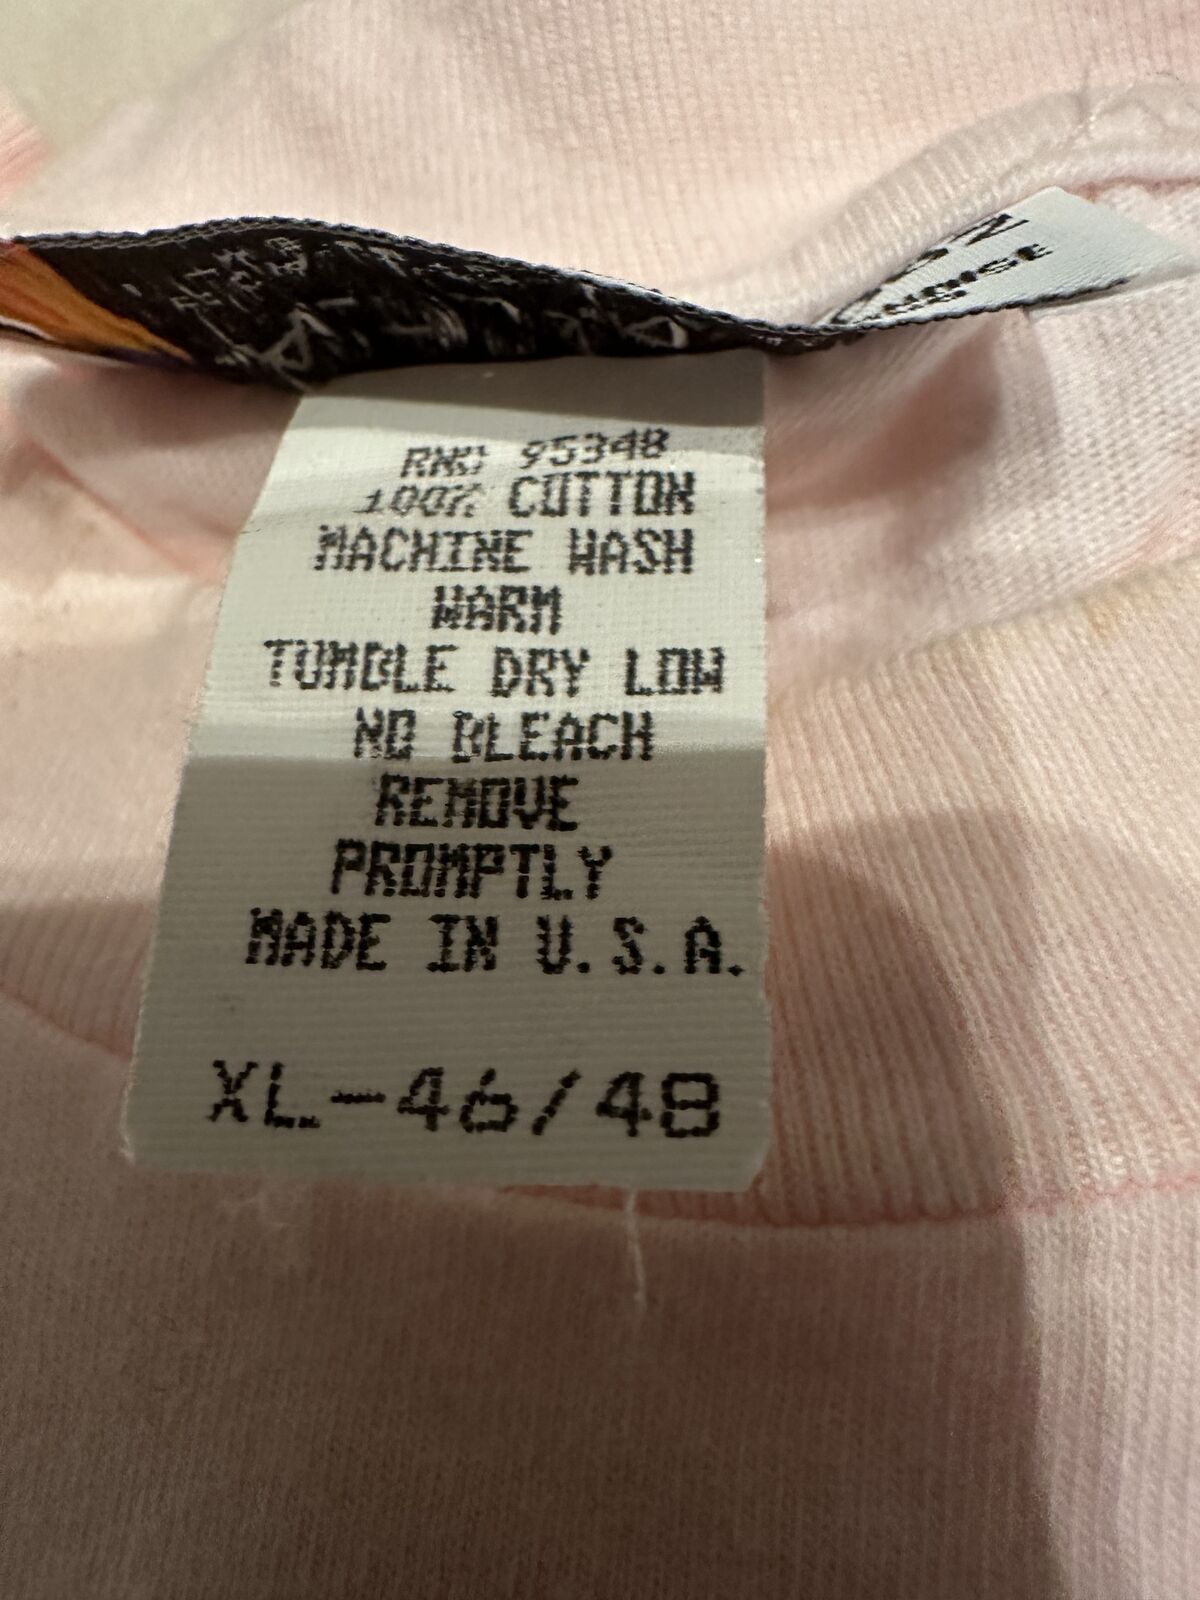 RN# 95348
100% COTTON
MACHINE WASH
WARM
TUMBLE DRY LOW
NO BLEACH
REMOVE
PROMPTLY
MADE IN U.S.A.
XL-46/48